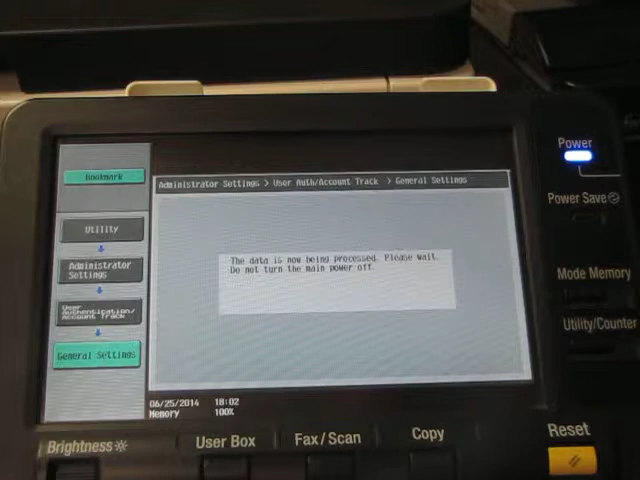 Power
Bookmark
Administrator Settings > User Auth/Account Track > General Settings
Power Save
Utility
The data is now being processed. Please wait.
Do not turn the main power off.
Administrator
Settings
Mode Memory
User
Authentication/
Account Track
Utility/Counter
General Settings
06/25/2014 18:02
Memory 100%
Brightness
User Box
Fax/Scan
Copy
Reset